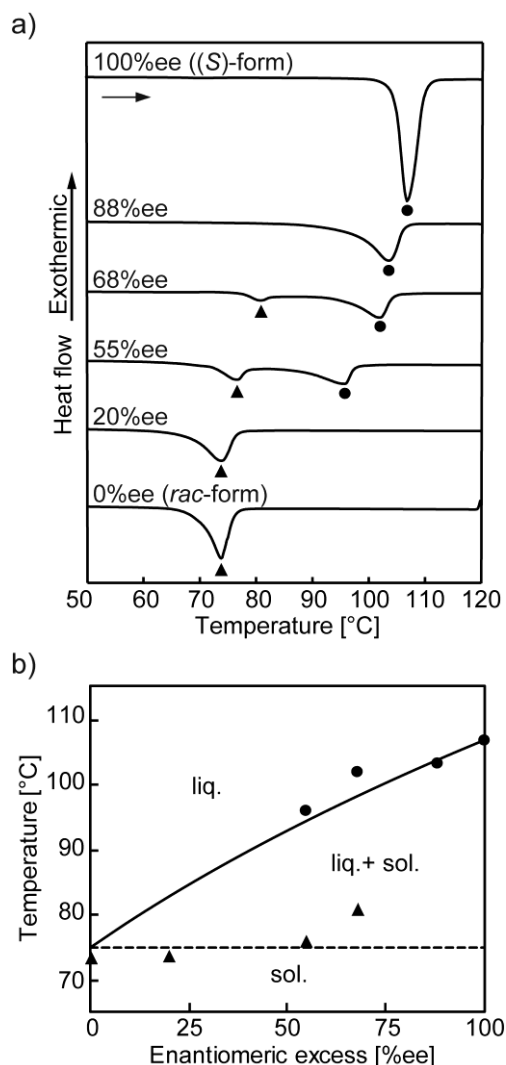 a)
100%ee ((S)-form)
88%ee
68%ee
55%ee
20%ee
0%ee (rac-form)
Heat flow Exothermic
50 60 70 80 90 100 110 120
Temperature [°C]
b)
110
100
90
80
70
Temperature [°C]
liq.
liq.+ sol.
sol.
0 25 50 75 100
Enantiomeric excess [%ee]